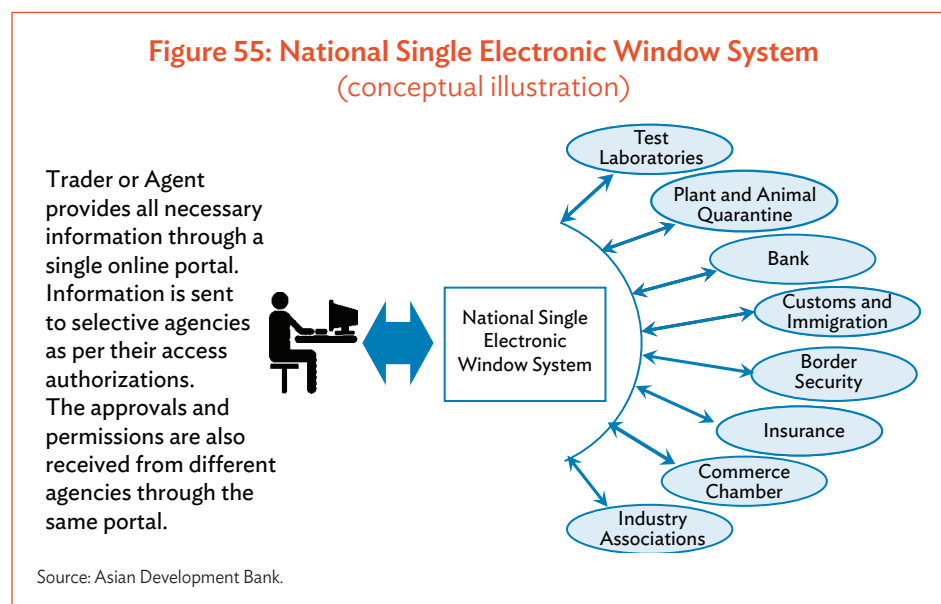 Figure 55: National Single Electronic Window System
(conceptual illustration)
Trader or Agent
provides all necessary
information through a
single online portal.
Information is sent
to selective agencies
as per their access
authorizations.
The approvals and
permissions are also
received from different
agencies through the
same portal.
National Single
Electronic
Window System
Test
Laboratories
Plant and Animal
Quarantine
Bank
Customs and
Immigration
Border
Security
Insurance
Commerce
Chamber
Industry
Associations
Source: Asian Development Bank.